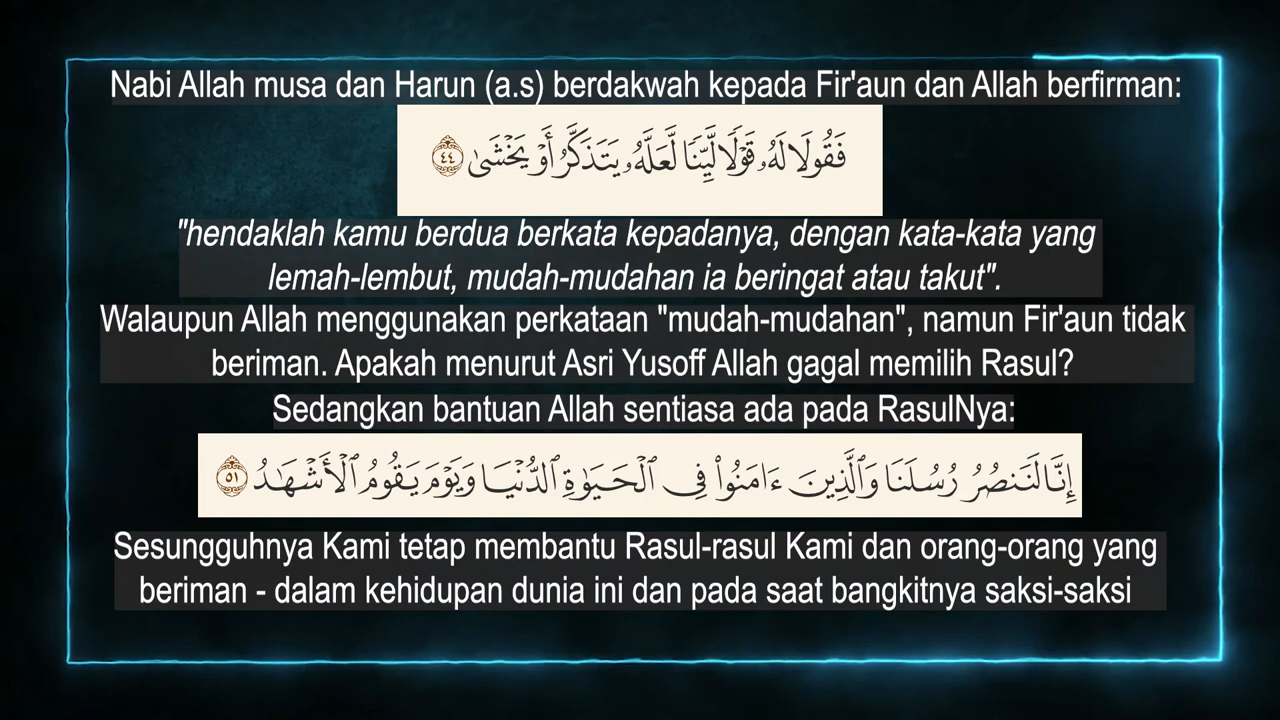 Nabi Allah musa dan Harun (a.s) berdakwah kepada Fir'aun dan Allah berfirman:
فَقُولَا لَهُۥ قَوْلًا لَّيِّنًا لَّعَلَّهُۥ يَتَذَكَّرُ أَوْ يَخْشَىٰ ٤٤
"hendaklah kamu berdua berkata kepadanya, dengan kata-kata yang
lemah-lembut, mudah-mudahan ia beringat atau takut".
Walaupun Allah menggunakan perkataan "mudah-mudahan", namun Fir'aun tidak
beriman. Apakah menurut Asri Yusoff Allah gagal memilih Rasul?
Sedangkan bantuan Allah sentiasa ada pada RasulNya:
إِنَّا لَنَنصُرُ رُسُلَنَا وَٱلَّذِينَ ءَامَنُوا۟ فِى ٱلْحَيَوٰةِ ٱلدُّنْيَا وَيَوْمَ يَقُومُ ٱلْأَشْهَـٰدُ ٥١
Sesungguhnya Kami tetap membantu Rasul-rasul Kami dan orang-orang yang
beriman - dalam kehidupan dunia ini dan pada saat bangkitnya saksi-saksi